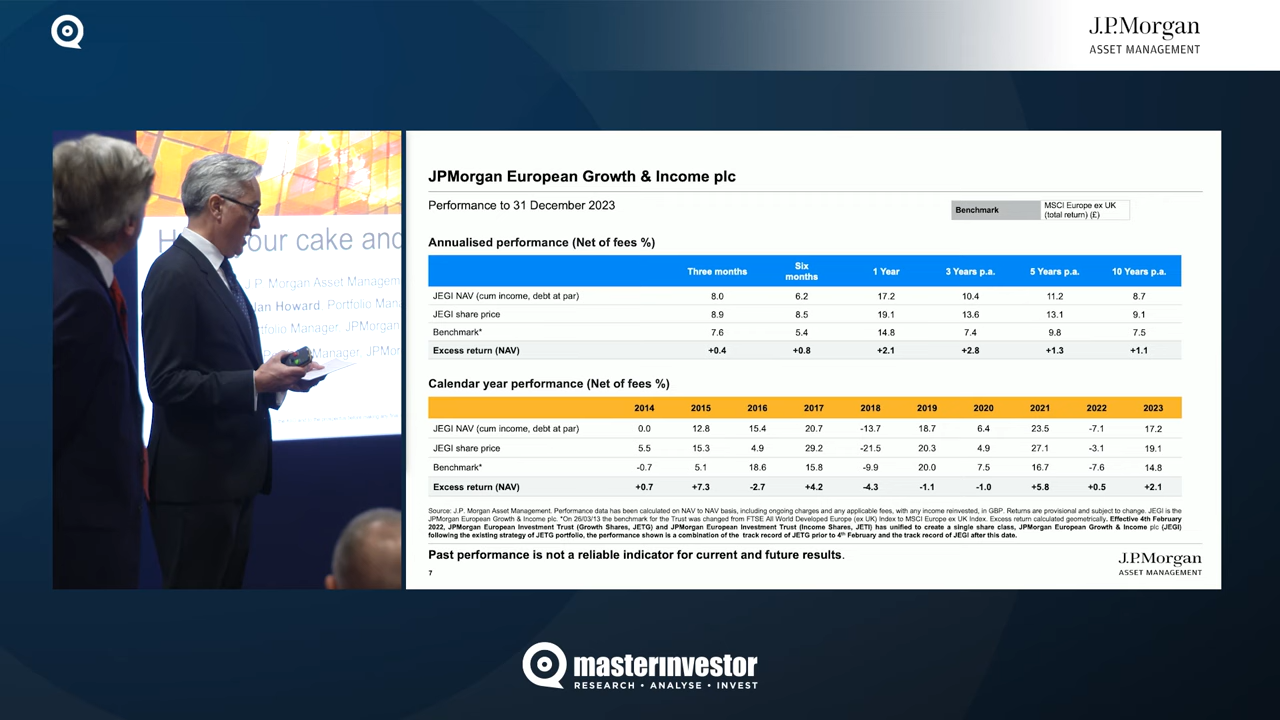 J.P.Morgan
ASSET MANAGEMENT
our cake and
J.P. Morgan Asset Managem
Ian Howard Portfolio Mana
tfolio Manager, JPMorgan
Manager, JPMor
JPMorgan European Growth & Income plc
Performance to 31 December 2023
Benchmark
MSCI Europe ex UK
(total return) (£)
Annualised performance (Net of fees %)
Three months Six months 1 Year 3 Years p.a. 5 Years p.a. 10 Years p.a.
JEGI NAV (cum income, debt at par) 8.0 6.2 17.2 10.4 11.2 8.7
JEGI share price 8.9 8.5 19.1 13.6 13.1 9.1
Benchmark* 7.6 5.4 14.8 7.4 9.8 7.5
Excess return (NAV) +0.4 +0.8 +2.1 +2.8 +1.3 +1.1
Calendar year performance (Net of fees %)
2014 2015 2016 2017 2018 2019 2020 2021 2022 2023
JEGI NAV (cum income, debt at par) 0.0 12.8 15.4 20.7 -13.7 18.7 6.4 23.5 -7.1 17.2
JEGI share price 5.5 15.3 4.9 29.2 -21.5 20.3 4.9 27.1 -3.1 19.1
Benchmark* -0.7 5.1 18.6 15.8 -9.9 20.0 7.5 16.7 -7.6 14.8
Excess return (NAV) +0.7 +7.3 -2.7 +4.2 -4.3 -1.1 -1.0 +5.8 +0.5 +2.1
Source: J.P. Morgan Asset Management. Performance data has been calculated on NAV to NAV basis, including ongoing charges and any applicable fees, with any income reinvested, in GBP. Returns are provisional and subject to change. JEGI is the
JPMorgan European Growth & Income plc. *On 26/03/13 the benchmark for the Trust was changed from FTSE All World Developed Europe (ex UK) Index to MSCI Europe ex UK Index. Excess return calculated geometrically. Effective 4th February
2022, JPMorgan European Investment Trust (Growth Shares, JETG) and JPMorgan European Investment Trust (Income Shares, JETI) has unified to create a single share class, JPMorgan European Growth & Income plc (JEGI)
following the existing strategy of JETG portfolio, the performance shown is a combination of the track record of JETG prior to 4th February and the track record of JEGI after this date.
Past performance is not a reliable indicator for current and future results.
7
J.P.Morgan
ASSET MANAGEMENT
masterinvestor
RESEARCH • ANALYSE • INVEST